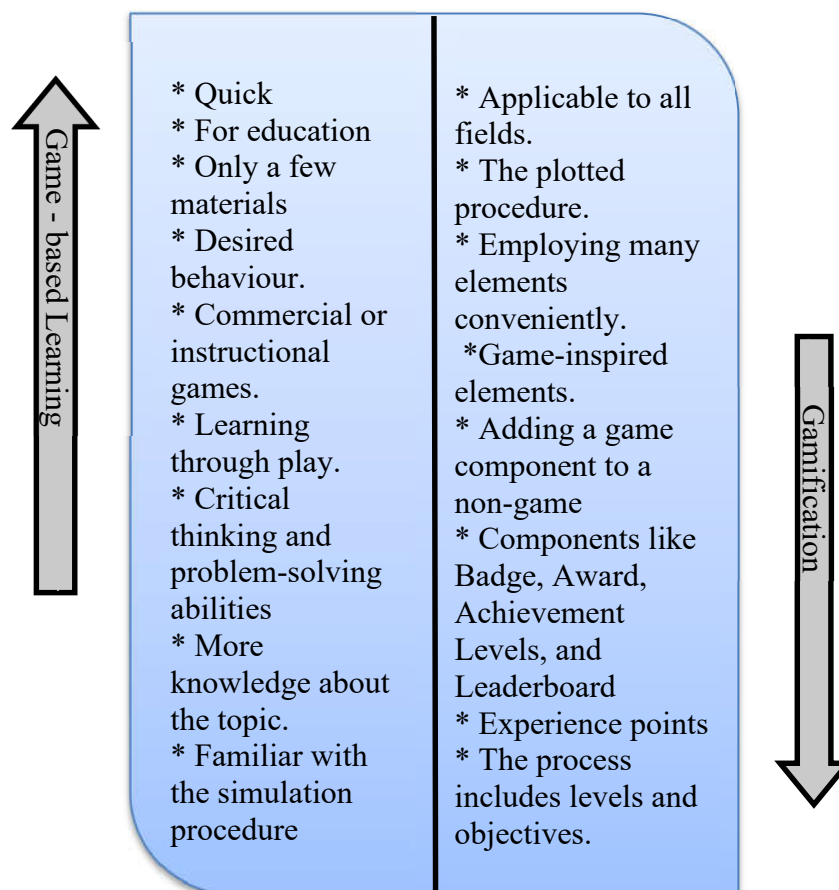 Game - based Learning
* Quick
* For education
* Only a few
materials
* Desired
behaviour.
* Commercial or
instructional
games.
* Learning
through play.
* Critical
thinking and
problem-solving
abilities
* More
knowledge about
the topic.
* Familiar with
the simulation
procedure
* Applicable to all
fields.
* The plotted
procedure.
* Employing many
elements
conveniently.
*Game-inspired
elements.
* Adding a game
component to a
non-game
* Components like
Badge, Award,
Achievement
Levels, and
Leaderboard
* Experience points
* The process
includes levels and
objectives.
Gamification